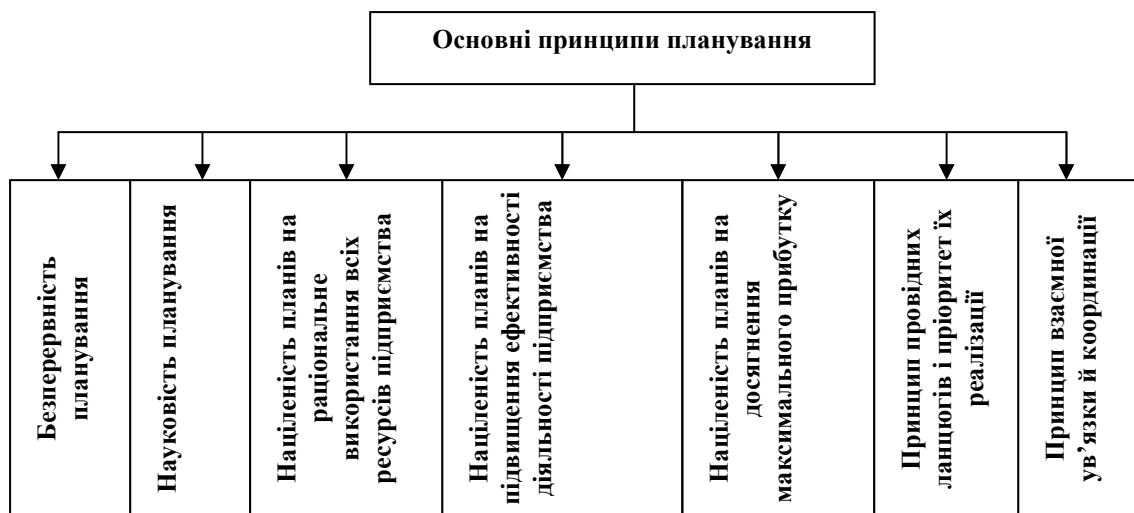 Основні принципи планування
Безперервність
планування
Науковість планування
Націленість планів на
раціональне
використання всіх
ресурсів підприємства
Націленість планів на
підвищення ефективності
діяльності підприємства
Націленість планів на
досягнення
максимального прибутку
Принцип провідних
ланцюгів і пріоритет їх
реалізації
Принцип взаємної
ув’язки й координації